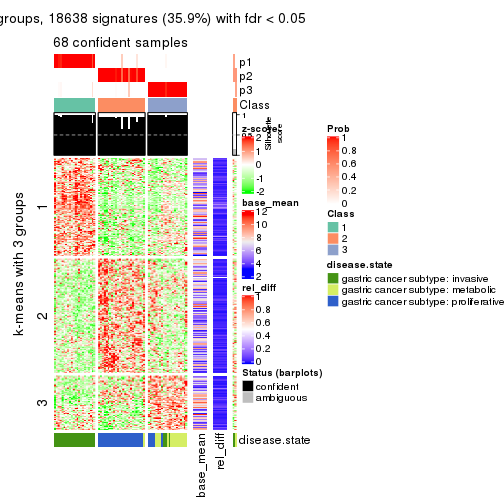 groups, 18638 signatures (35.9%) with fdr < 0.05
68 confident samples
p1
p2
p3
Class
1
Silhouette
score
z-score
2
1
0
-1
-2
base_mean
12
10
8
6
4
2
rel_diff
1
0.8
0.6
0.4
0.2
0
Status (barplots)
confident
ambiguous
Prob
1
0.8
0.6
0.4
0.2
0
Class
1
2
3
disease.state
gastric cancer subtype: invasive
gastric cancer subtype: metabolic
gastric cancer subtype: proliferative
k-means with 3 groups
1
2
3
disease.state
base_mean
rel_diff